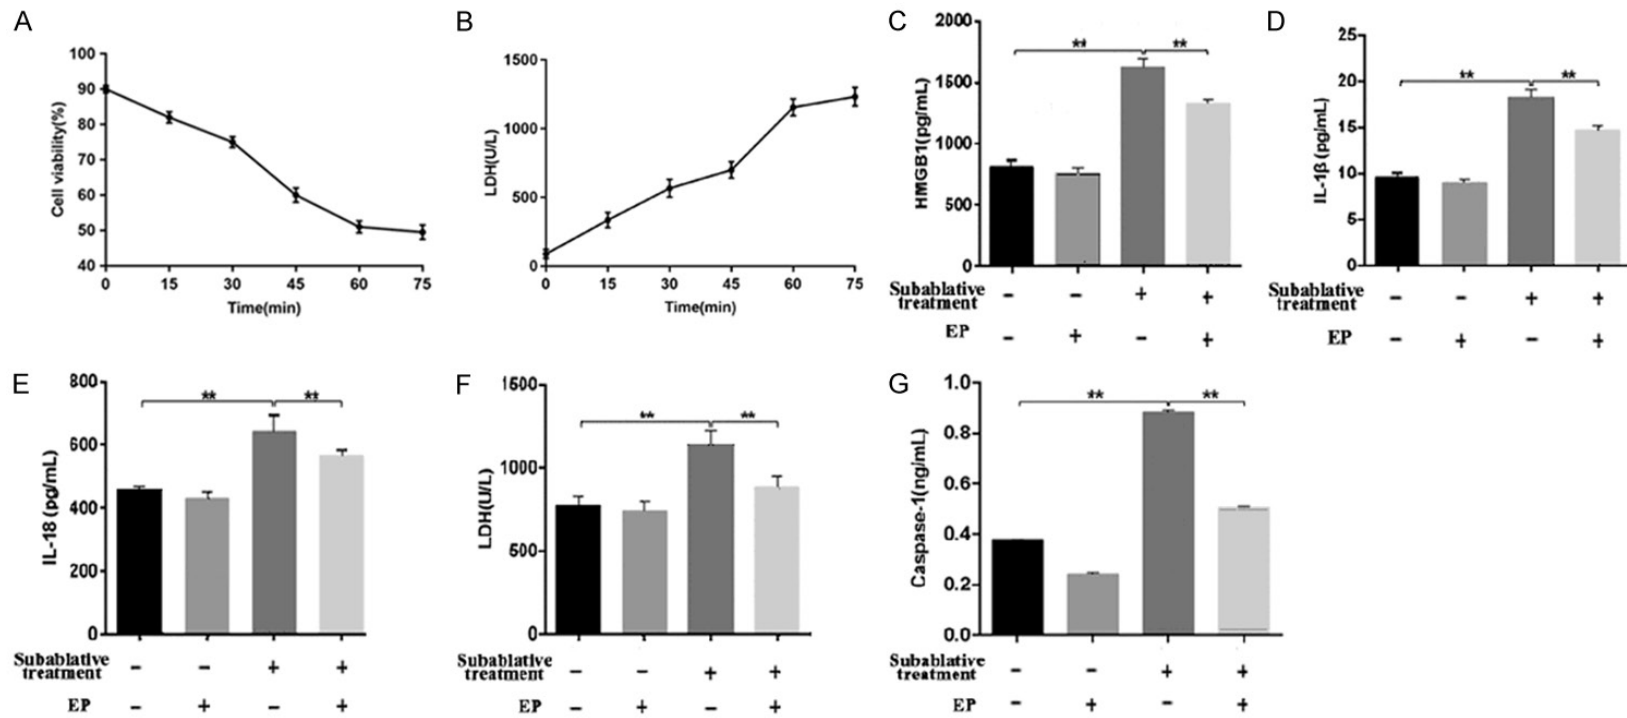 A
100
90
80
70
60
50
40
Cell viability(%)
0 15 30 45 60 75
Time(min)
B
1500
1000
500
0
LDH(U/L)
0 15 30 45 60 75
Time(min)
C
2000
1500
1000
500
0
HMGB1(pg/mL)
** **
Subablative
treatment
- - + +
EP
- + - +
D
25
20
15
10
5
0
IL-1β (pg/mL)
** **
Subablative
treatment
- - + +
EP
- + - +
E
800
600
400
200
0
IL-18 (pg/mL)
** **
Subablative
treatment
- - + +
EP
- + - +
F
1500
1000
500
0
LDH(U/L)
** **
Subablative
treatment
- - + +
EP
- + - +
G
1.0
0.8
0.6
0.4
0.2
0.0
Caspase-1(ng/mL)
** **
Subablative
treatment
- - + +
EP
- + - +